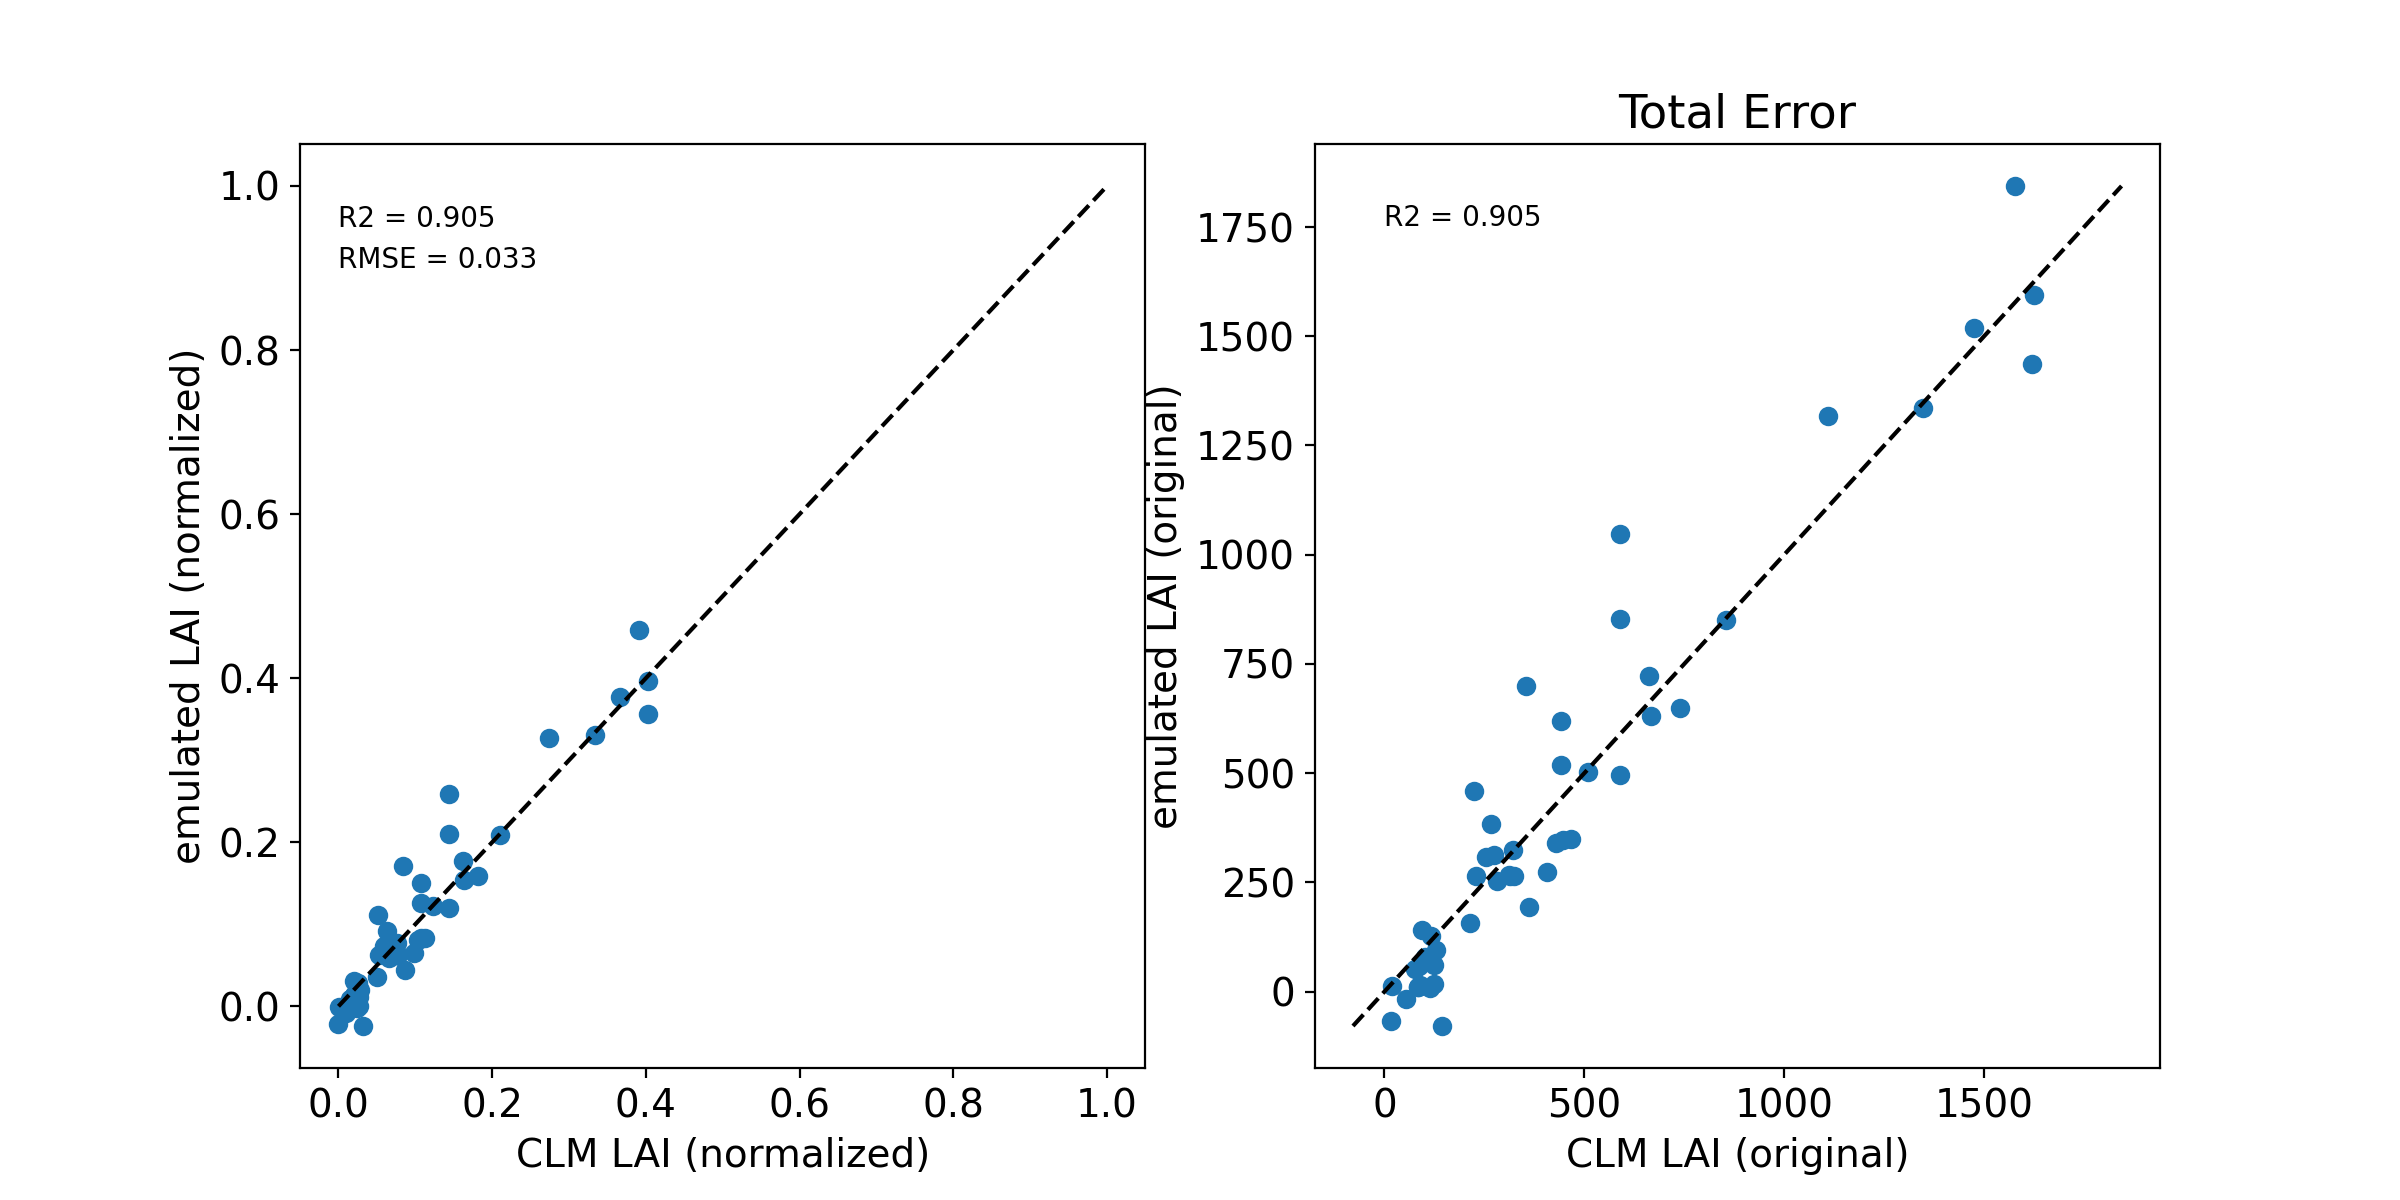 R2 = 0.905
RMSE = 0.033
1.0
0.8
0.6
0.4
0.2
0.0
emulated LAI (normalized)
0.0 0.2 0.4 0.6 0.8 1.0
CLM LAI (normalized)
Total Error
R2 = 0.905
1750
1500
1250
1000
750
500
250
0
emulated LAI (original)
0 500 1000 1500
CLM LAI (original)